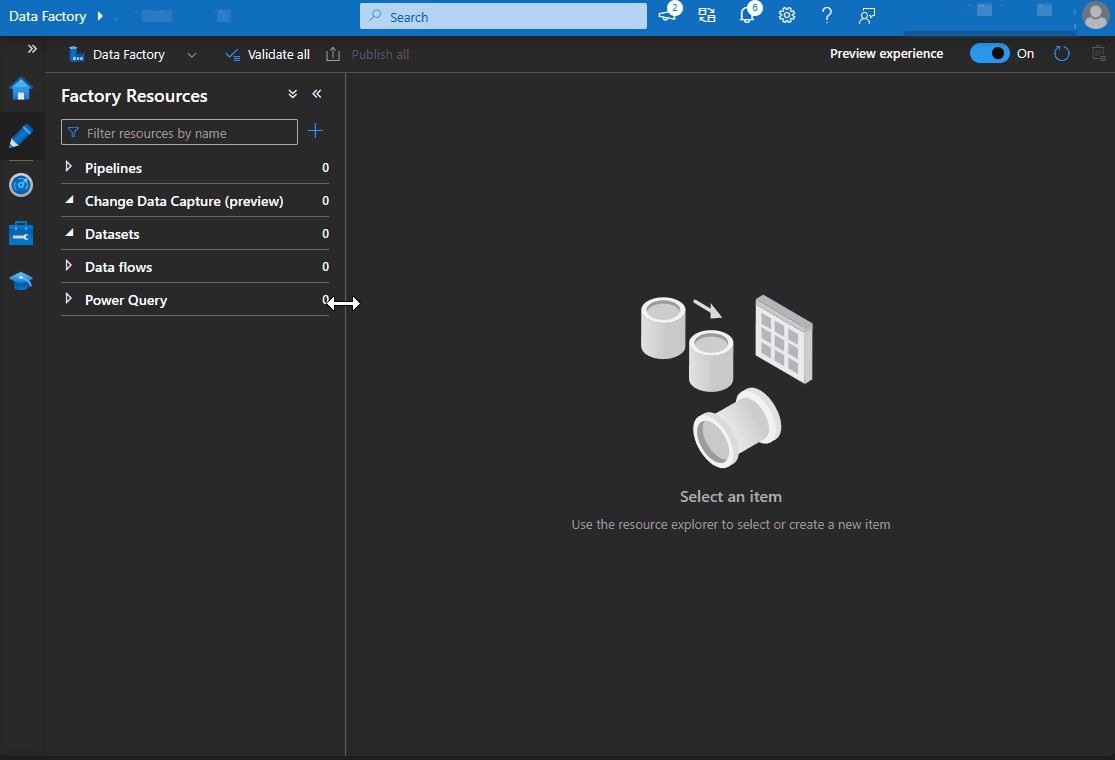 Data Factory
Search
2
6
Data Factory
Validate all
Publish all
Preview experience
On
Factory Resources
Filter resources by name
Pipelines 0
Change Data Capture (preview) 0
Datasets 0
Data flows 0
Power Query 0
Select an item
Use the resource explorer to select or create a new item